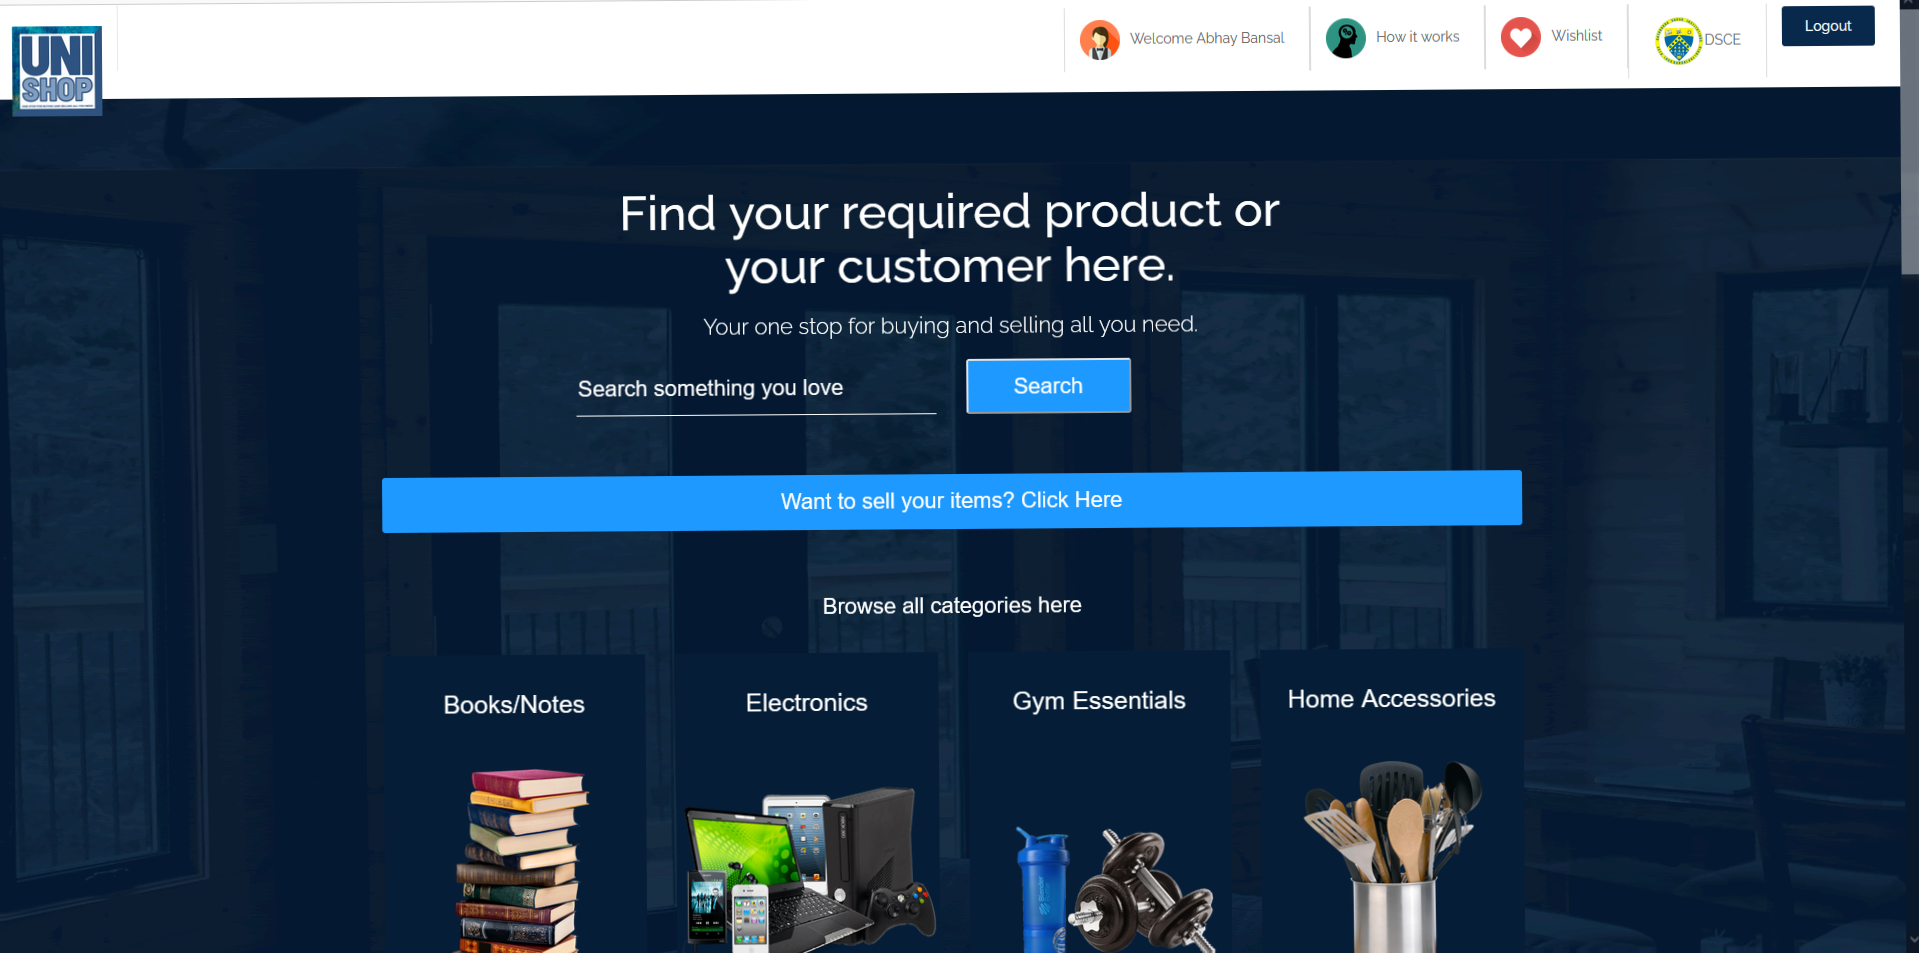 UNI
SHOP
Welcome Abhay Bansal
How it works
Wishlist
DSCE
Logout
Find your required product or
your customer here.
Your one stop for buying and selling all you need.
Search something you love
Search
Want to sell your items? Click Here
Browse all categories here
Books/Notes
Electronics
Gym Essentials
Home Accessories